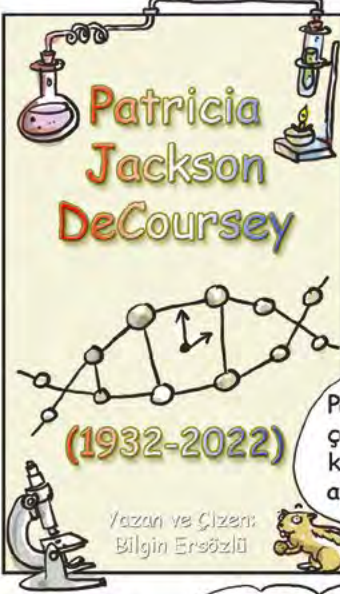 Patricia
Jackson
DeCoursey
(1932-2022)
Yazan ve Çizen:
Bilgin Ersözlü